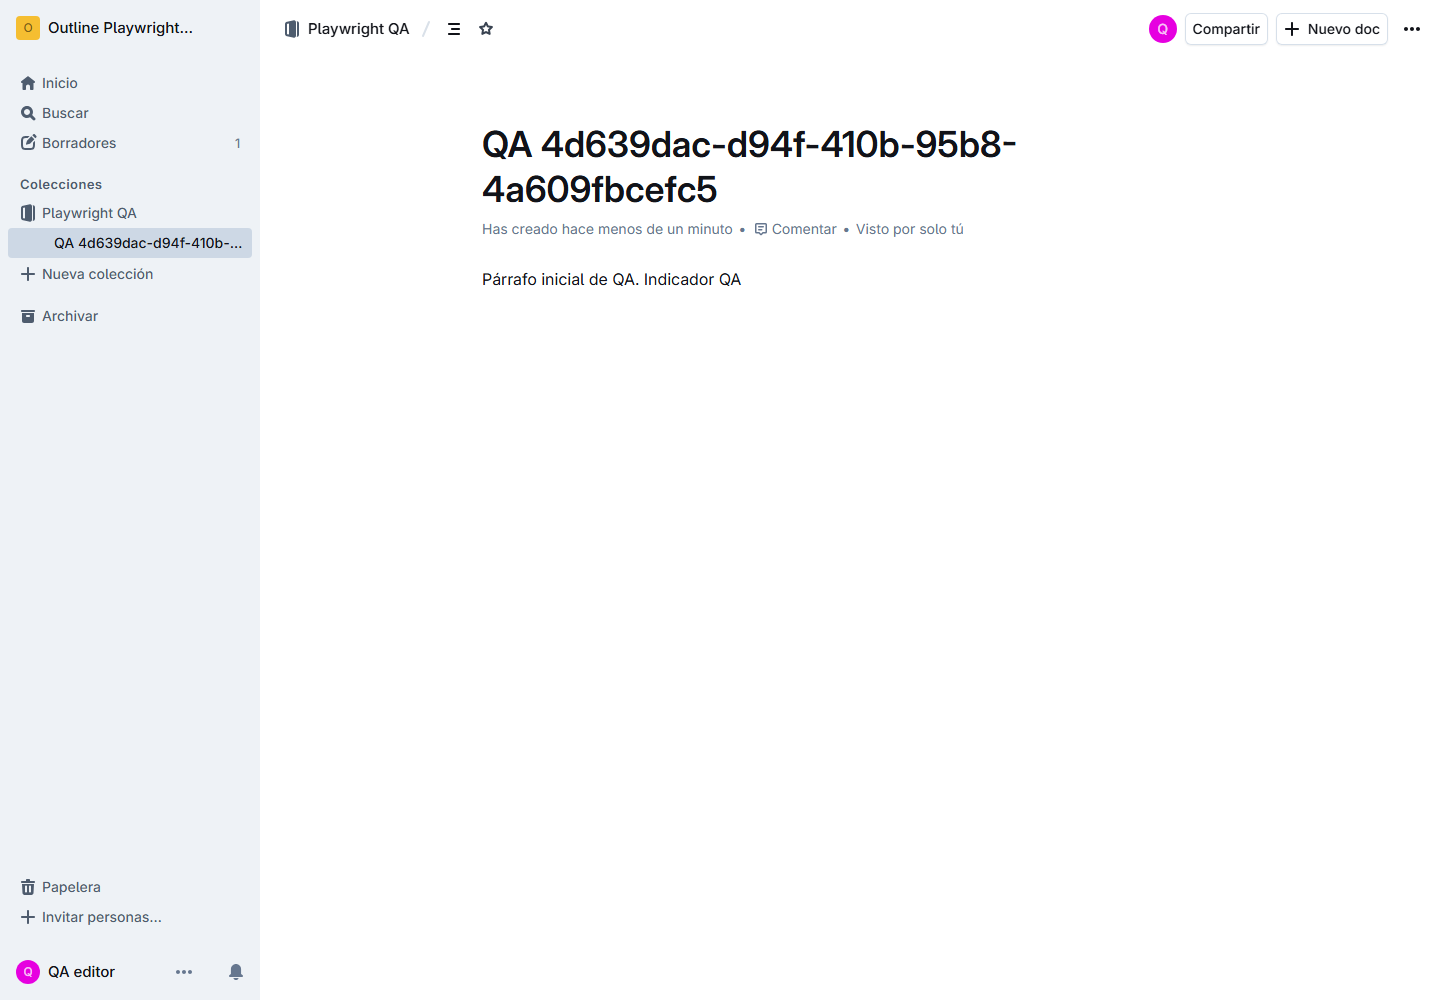 O Outline Playwright...
Inicio
Buscar
Borradores 1
Colecciones
Playwright QA
QA 4d639dac-d94f-410b-...
Nueva colección
Archivar
Papelera
Invitar personas...
Q QA editor
Playwright QA /
Q Compartir Nuevo doc
QA 4d639dac-d94f-410b-95b8-
4a609fbcefc5
Has creado hace menos de un minuto • Comentar • Visto por solo tú
Párrafo inicial de QA. Indicador QA